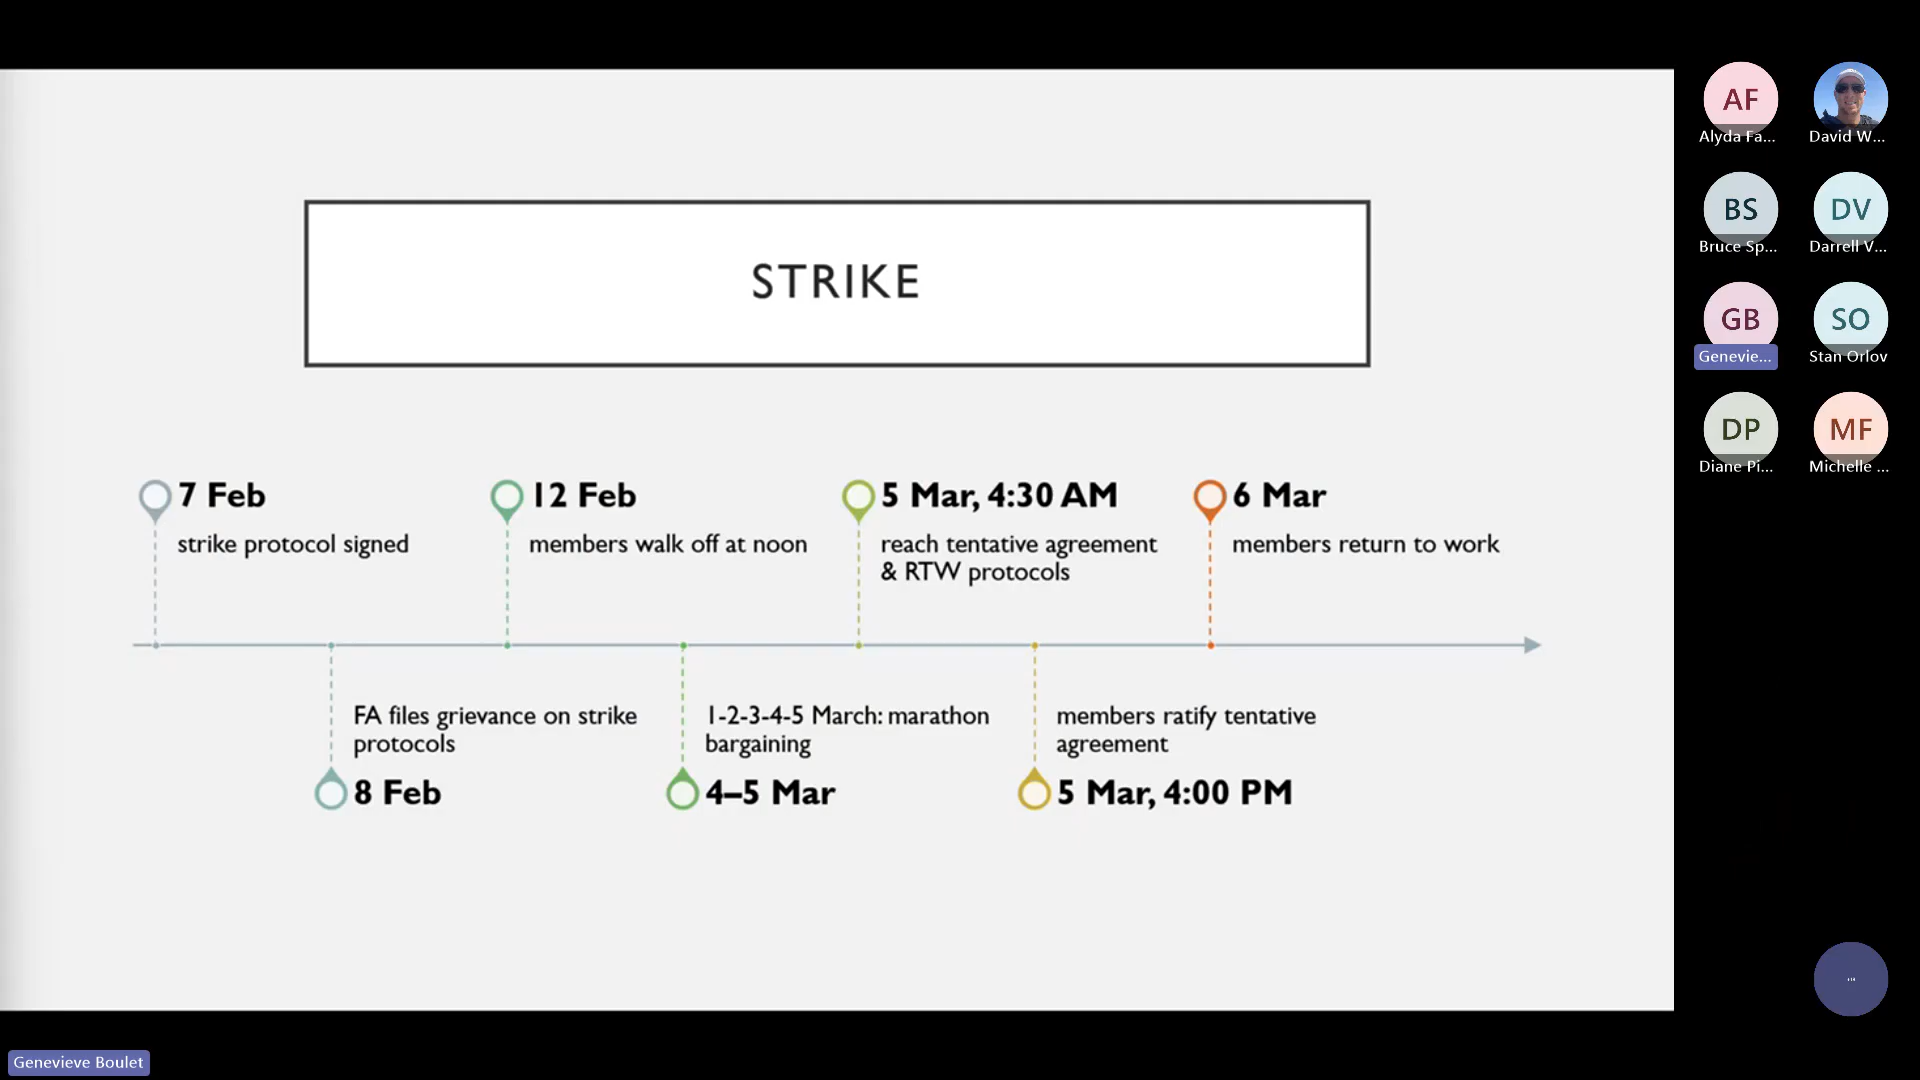 STRIKE
7 Feb
strike protocol signed
12 Feb
members walk off at noon
5 Mar, 4:30 AM
reach tentative agreement
& RTW protocols
6 Mar
members return to work
FA files grievance on strike
protocols
8 Feb
1-2-3-4-5 March: marathon
bargaining
4–5 Mar
members ratify tentative
agreement
5 Mar, 4:00 PM
AF
Alyda Fa...
David W...
BS
Bruce Sp...
DV
Darrell V...
GB
Genevie...
SO
Stan Orlov
DP
Diane Pi...
MF
Michelle ...
...
Genevieve Boulet